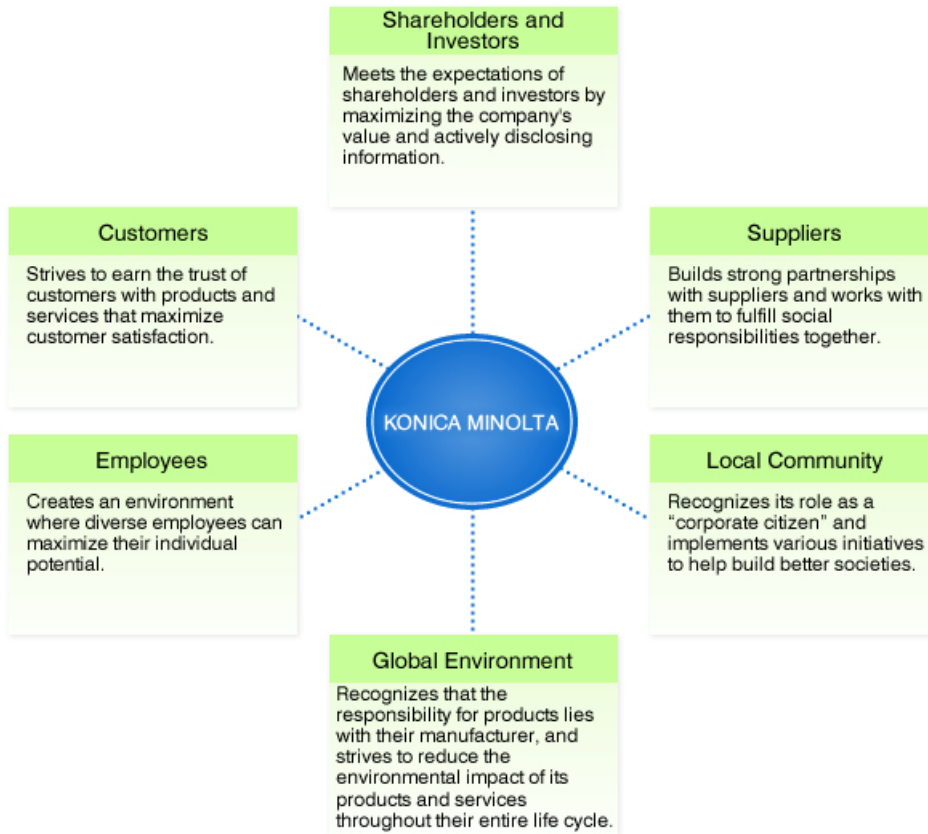 Shareholders and
Investors
Meets the expectations of
shareholders and investors by
maximizing the company's
value and actively disclosing
information.
Customers
Strives to earn the trust of
customers with products and
services that maximize
customer satisfaction.
Suppliers
Builds strong partnerships
with suppliers and works with
them to fulfill social
responsibilities together.
KONICA MINOLTA
Employees
Creates an environment
where diverse employees can
maximize their individual
potential.
Local Community
Recognizes its role as a
“corporate citizen” and
implements various initiatives
to help build better societies.
Global Environment
Recognizes that the
responsibility for products lies
with their manufacturer, and
strives to reduce the
environmental impact of its
products and services
throughout their entire life cycle.